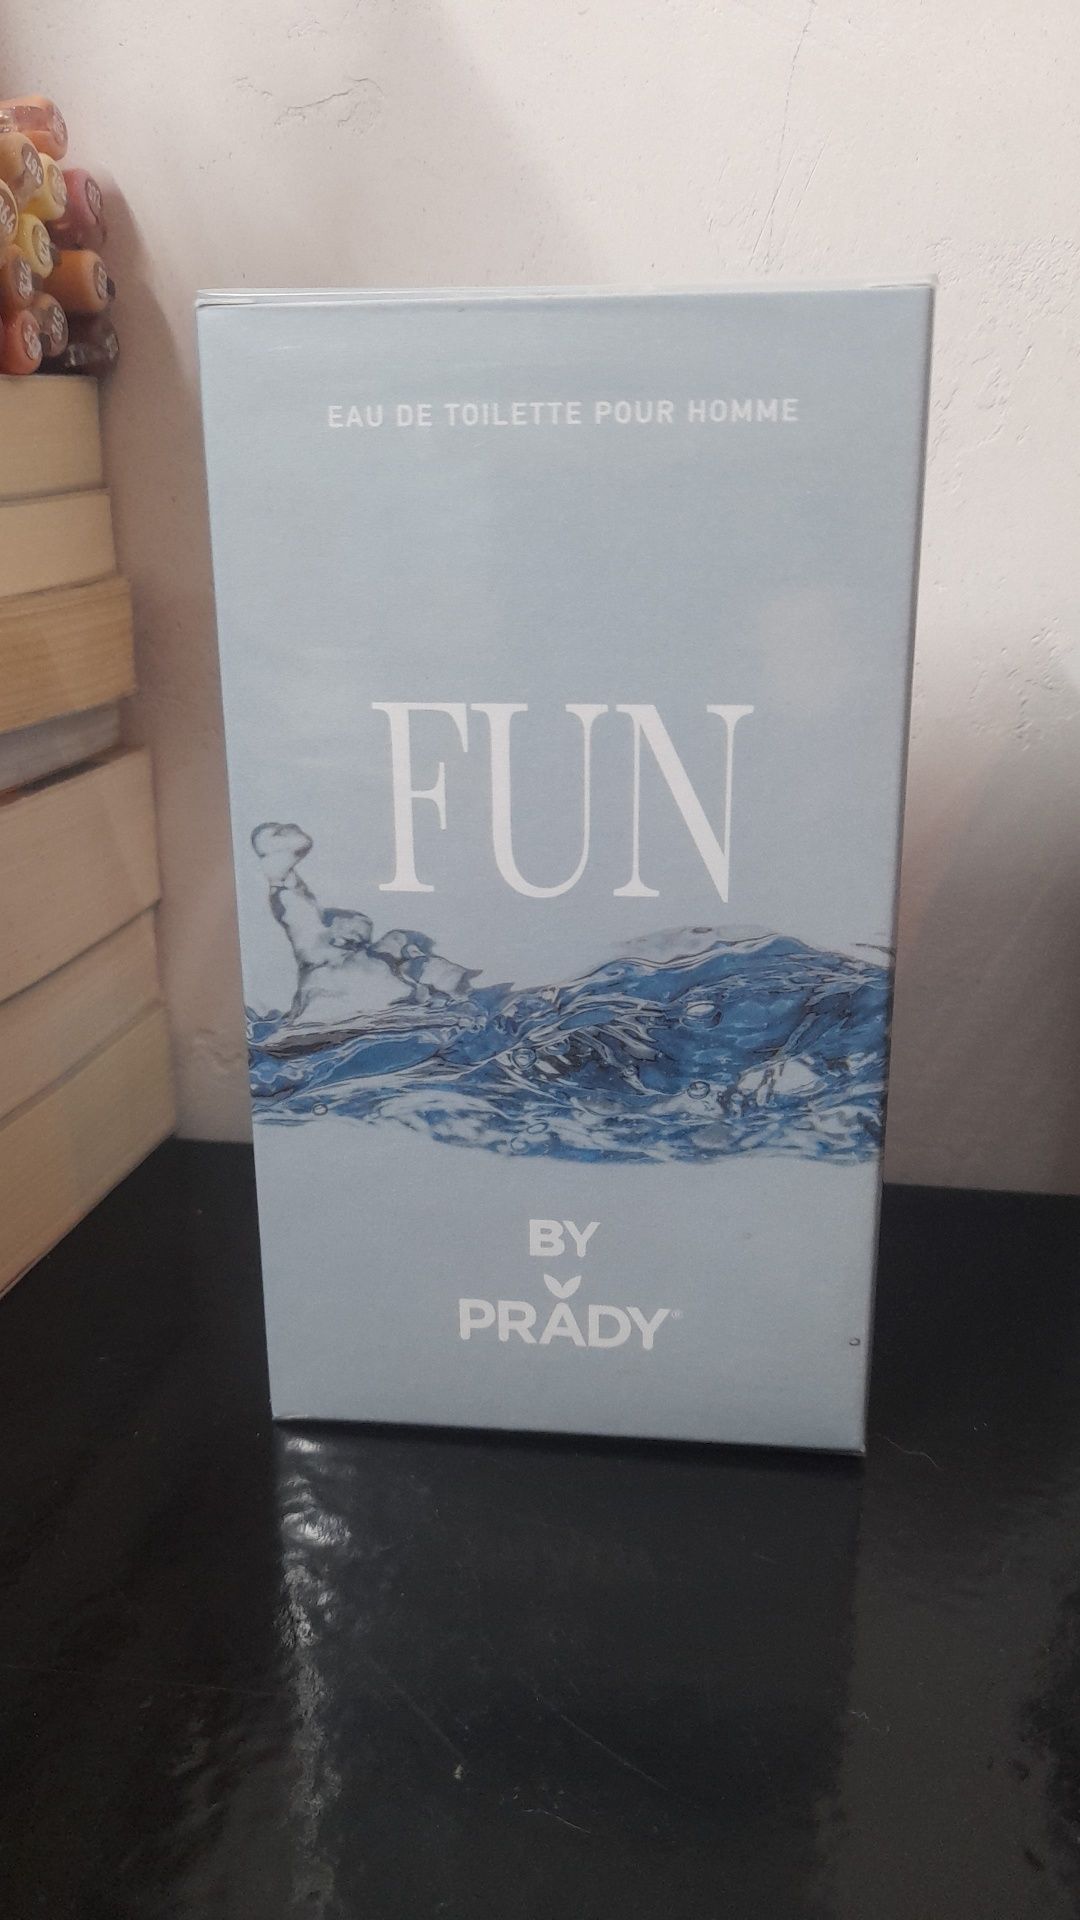 EAU DE TOILETTE POUR HOMME
FUN
BY
PRADY®